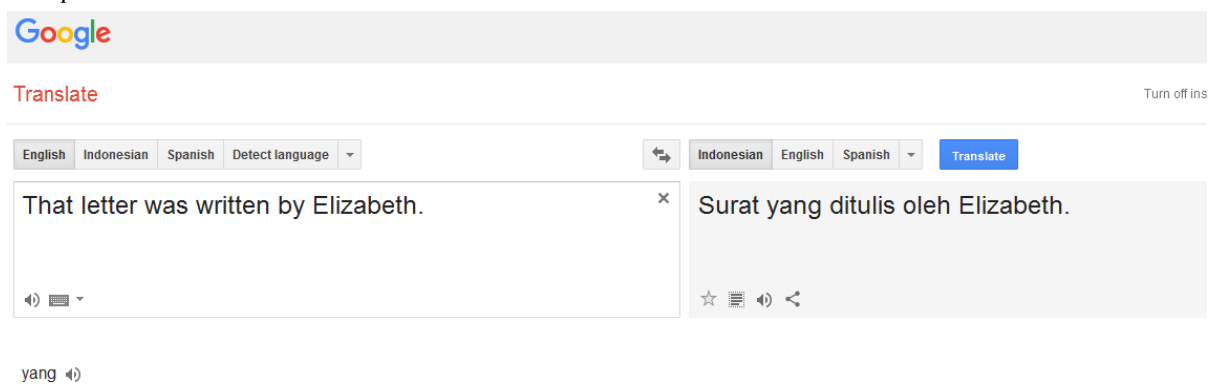 Google
Translate
Turn off ins
English Indonesian Spanish Detect language
Indonesian English Spanish Translate
That letter was written by Elizabeth.
Surat yang ditulis oleh Elizabeth.
yang